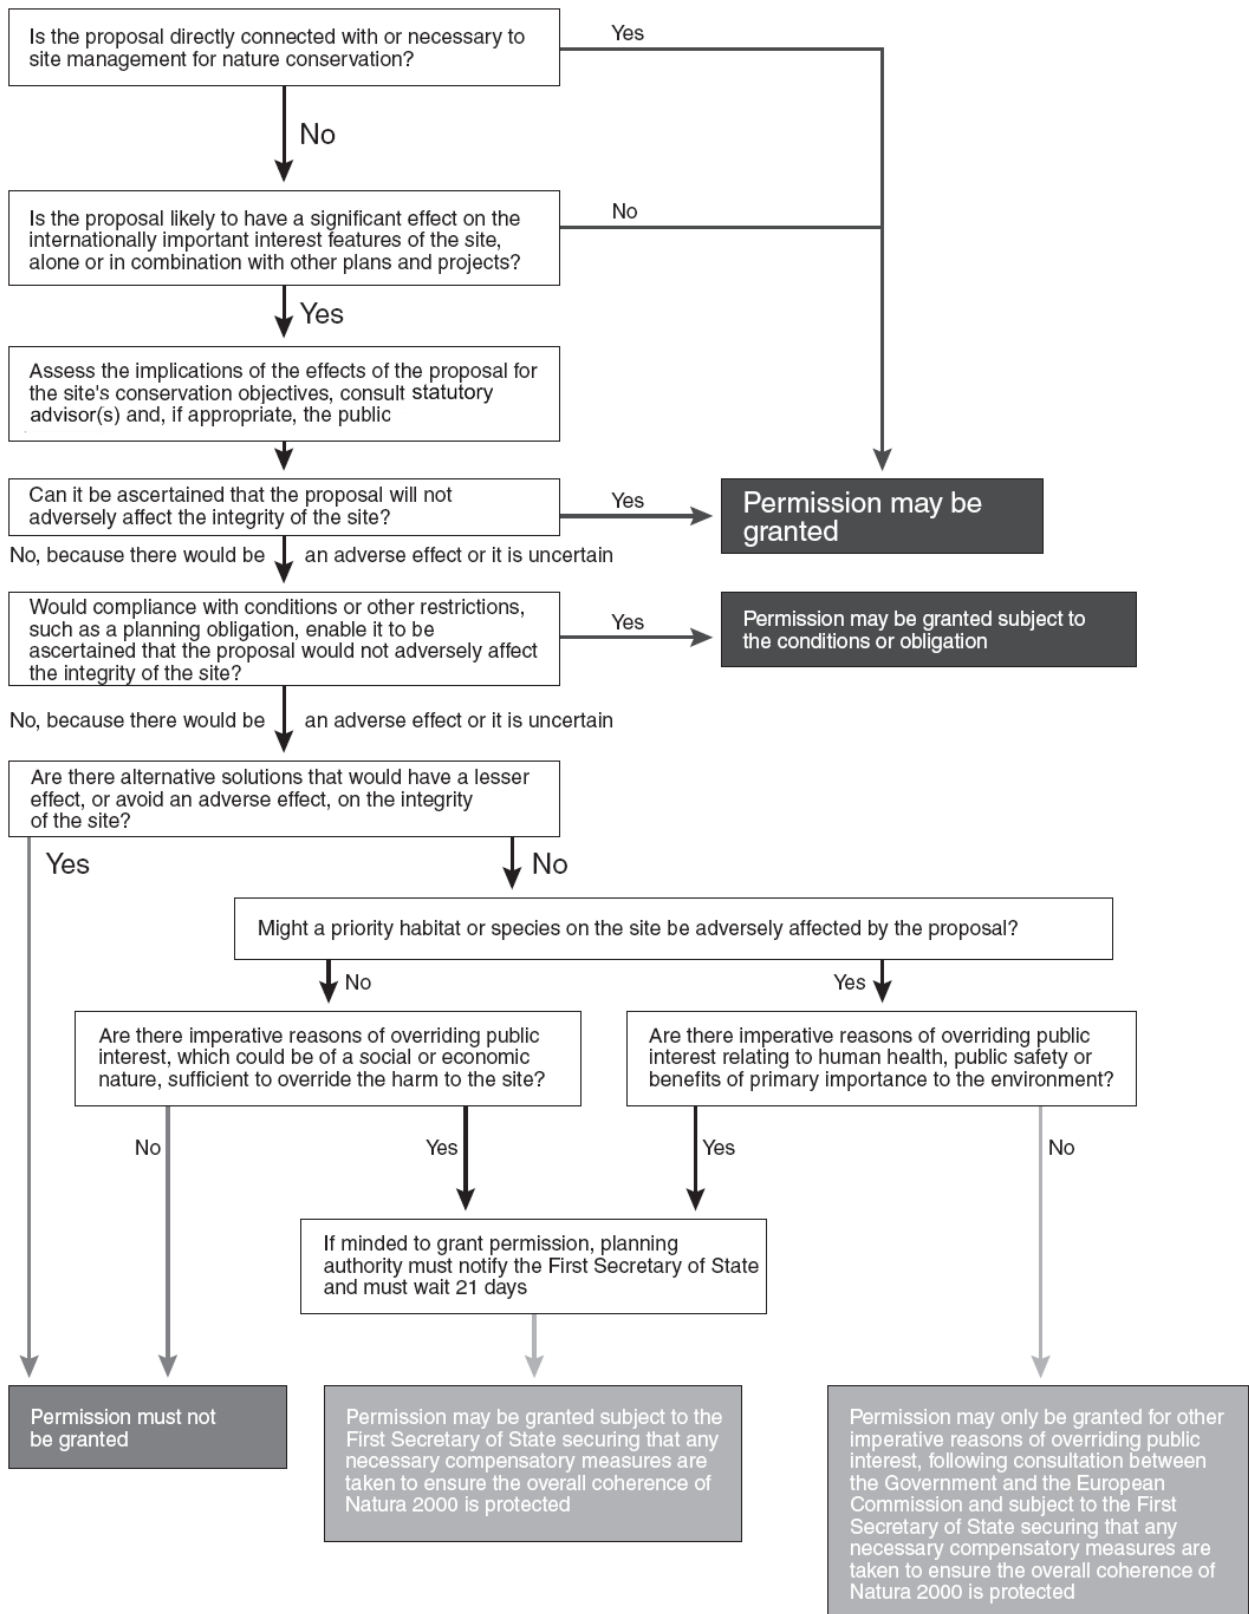 Is the proposal directly connected with or necessary to
site management for nature conservation?
Yes
No
Is the proposal likely to have a significant effect on the
internationally important interest features of the site,
alone or in combination with other plans and projects?
No
Yes
Assess the implications of the effects of the proposal for
the site's conservation objectives, consult statutory
advisor(s) and, if appropriate, the public
Can it be ascertained that the proposal will not
adversely affect the integrity of the site?
Yes
Permission may be
granted
No, because there would be an adverse effect or it is uncertain
Would compliance with conditions or other restrictions,
such as a planning obligation, enable it to be
ascertained that the proposal would not adversely affect
the integrity of the site?
Yes
Permission may be granted subject to
the conditions or obligation
No, because there would be an adverse effect or it is uncertain
Are there alternative solutions that would have a lesser
effect, or avoid an adverse effect, on the integrity
of the site?
Yes
No
Might a priority habitat or species on the site be adversely affected by the proposal?
No
Yes
Are there imperative reasons of overriding public
interest, which could be of a social or economic
nature, sufficient to override the harm to the site?
Are there imperative reasons of overriding public
interest relating to human health, public safety or
benefits of primary importance to the environment?
No
Yes
Yes
No
If minded to grant permission, planning
authority must notify the First Secretary of State
and must wait 21 days
Permission must not
be granted
Permission may be granted subject to the
First Secretary of State securing that any
necessary compensatory measures are
taken to ensure the overall coherence of
Natura 2000 is protected
Permission may only be granted for other
imperative reasons of overriding public
interest, following consultation between
the Government and the European
Commission and subject to the First
Secretary of State securing that any
necessary compensatory measures are
taken to ensure the overall coherence of
Natura 2000 is protected